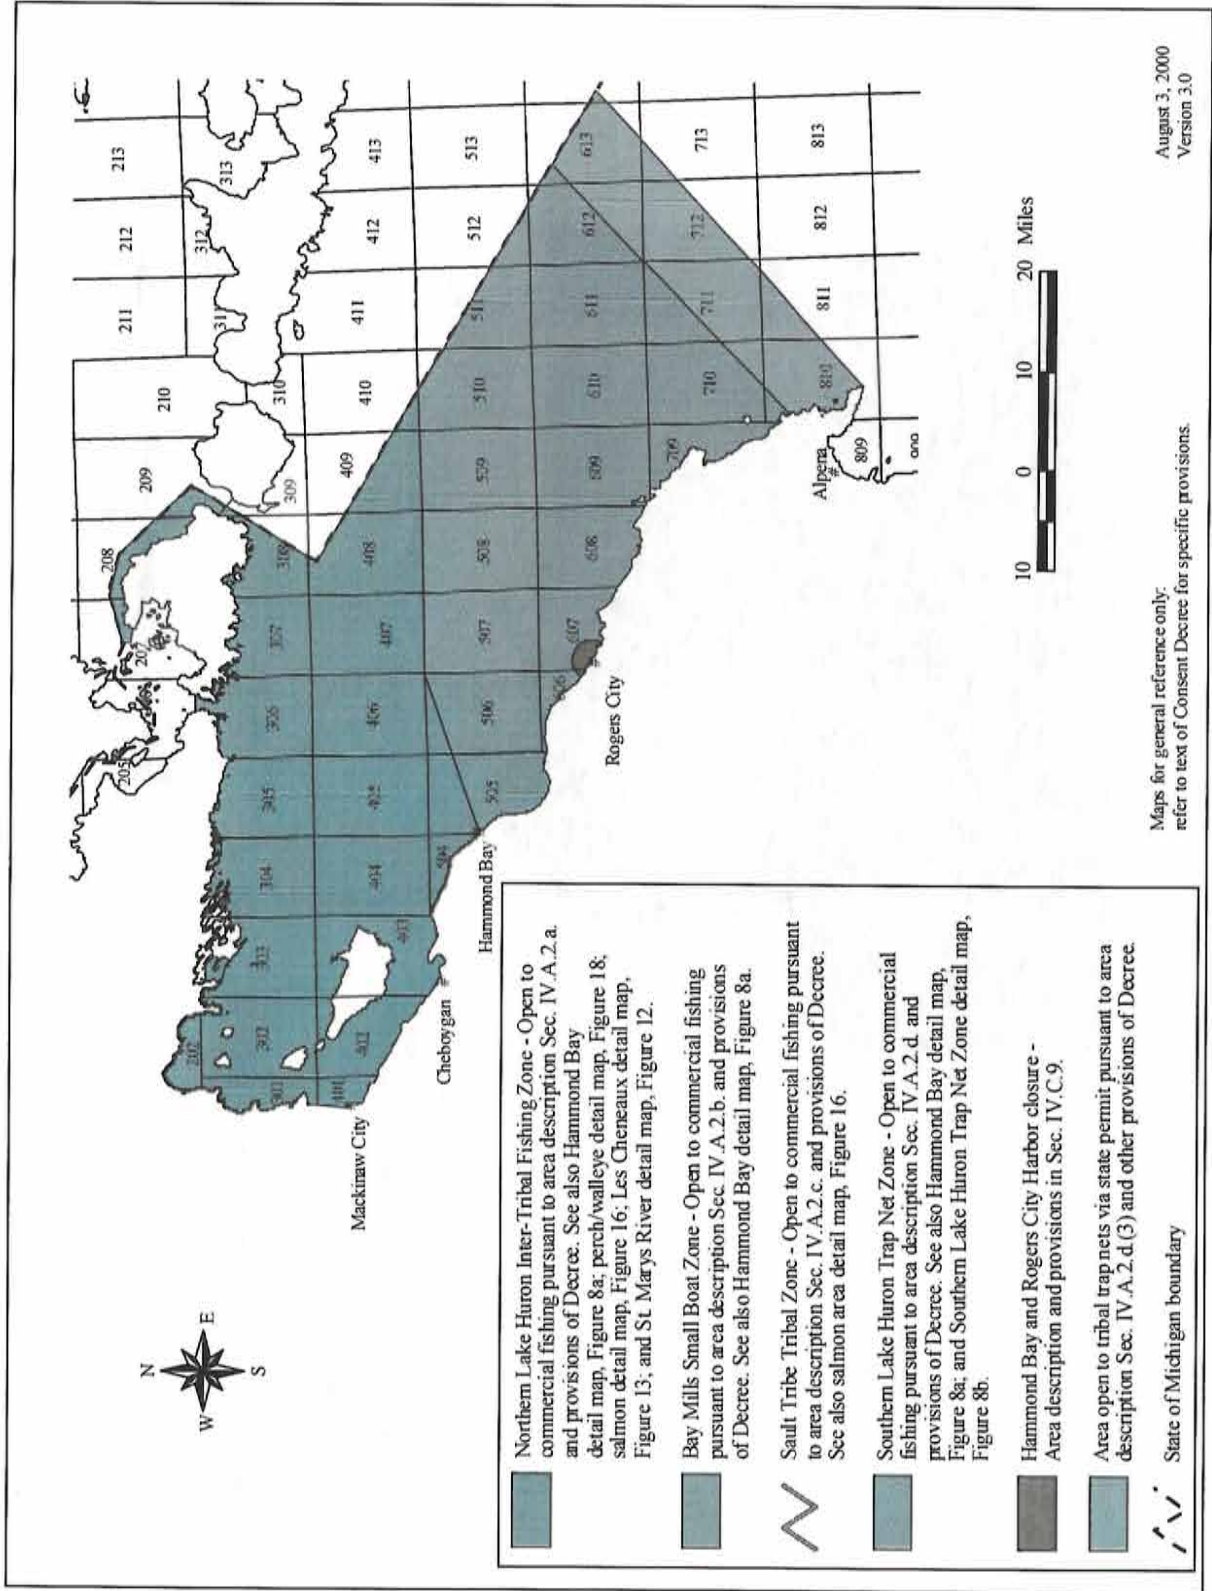 N
W
E
S
213
212
211
210
209
208
313
312
311
310
309
308
307
306
305
304
303
302
301
202
205
207
413
412
411
410
409
408
407
406
405
404
403
402
401
513
512
511
510
509
508
507
506
505
504
613
612
611
610
609
608
607
606
713
712
711
710
709
813
812
811
810
809
Mackinaw City
Cheboygan
Hammond Bay
Rogers City
Alpena
Northern Lake Huron Inter-Tribal Fishing Zone - Open to
commercial fishing pursuant to area description Sec. IV.A.2.a.
and provisions of Decree. See also Hammond Bay
detail map, Figure 8a; perch/walleye detail map, Figure 18;
salmon detail map, Figure 16; Les Cheneaux detail map,
Figure 13; and St. Marys River detail map, Figure 12.
Bay Mills Small Boat Zone - Open to commercial fishing
pursuant to area description Sec. IV.A.2.b. and provisions
of Decree. See also Hammond Bay detail map, Figure 8a.
Sault Tribe Tribal Zone - Open to commercial fishing pursuant
to area description Sec. IV.A.2.c. and provisions of Decree.
See also salmon area detail map, Figure 16.
Southern Lake Huron Trap Net Zone - Open to commercial
fishing pursuant to area description Sec. IV.A.2.d. and
provisions of Decree. See also Hammond Bay detail map,
Figure 8a; and Southern Lake Huron Trap Net Zone detail map,
Figure 8b.
Hammond Bay and Rogers City Harbor closure -
Area description and provisions in Sec. IV.C.9.
Area open to tribal trap nets via state permit pursuant to area
description Sec. IV.A.2.d.(3) and other provisions of Decree.
State of Michigan boundary
10 0 10 20 Miles
Maps for general reference only:
refer to text of Consent Decree for specific provisions.
August 3, 2000
Version 3.0